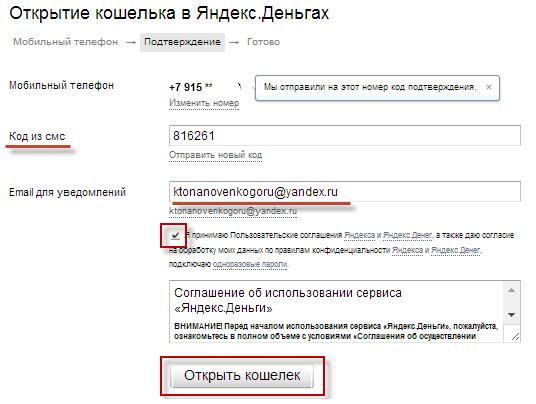 Открытие кошелька в Яндекс.Деньгах
Мобильный телефон → Подтверждение → Готово
Мобильный телефон
+7 915 **
Мы отправили на этот номер код подтверждения. ×
Изменить номер
Код из смс
816261
Отправить новый код
Email для уведомлений
ktonanovenkogoru@yandex.ru
ktonanovenkogoru@yandex.ru
Я принимаю Пользовательские соглашения Яндекса и Яндекс.Денег, а также даю согласие
на обработку моих данных по правилам конфиденциальности Яндекса и Яндекс.Денег,
подключаю одноразовые пароли.
Соглашение об использовании сервиса
«Яндекс.Деньги»
ВНИМАНИЕ! Перед началом использования сервиса «Яндекс.Деньги», пожалуйста,
ознакомьтесь в полном объеме с условиями «Соглашения об осуществлении
Открыть кошелек